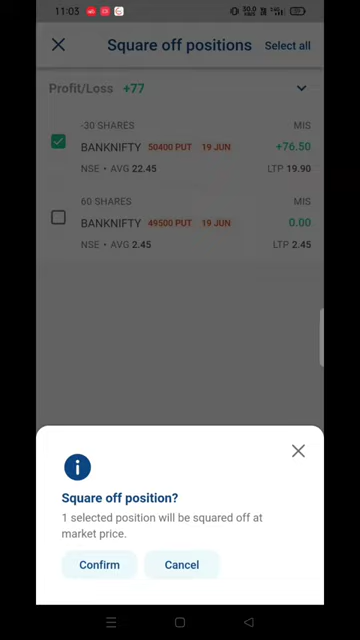 11:03
Square off positions
Select all
Profit/Loss +77
-30 SHARES MIS
BANKNIFTY 50400 PUT 19 JUN +76.50
NSE • AVG 22.45 LTP 19.90
60 SHARES MIS
BANKNIFTY 49500 PUT 19 JUN 0.00
NSE • AVG 2.45 LTP 2.45
Square off position?
1 selected position will be squared off at
market price.
Confirm Cancel